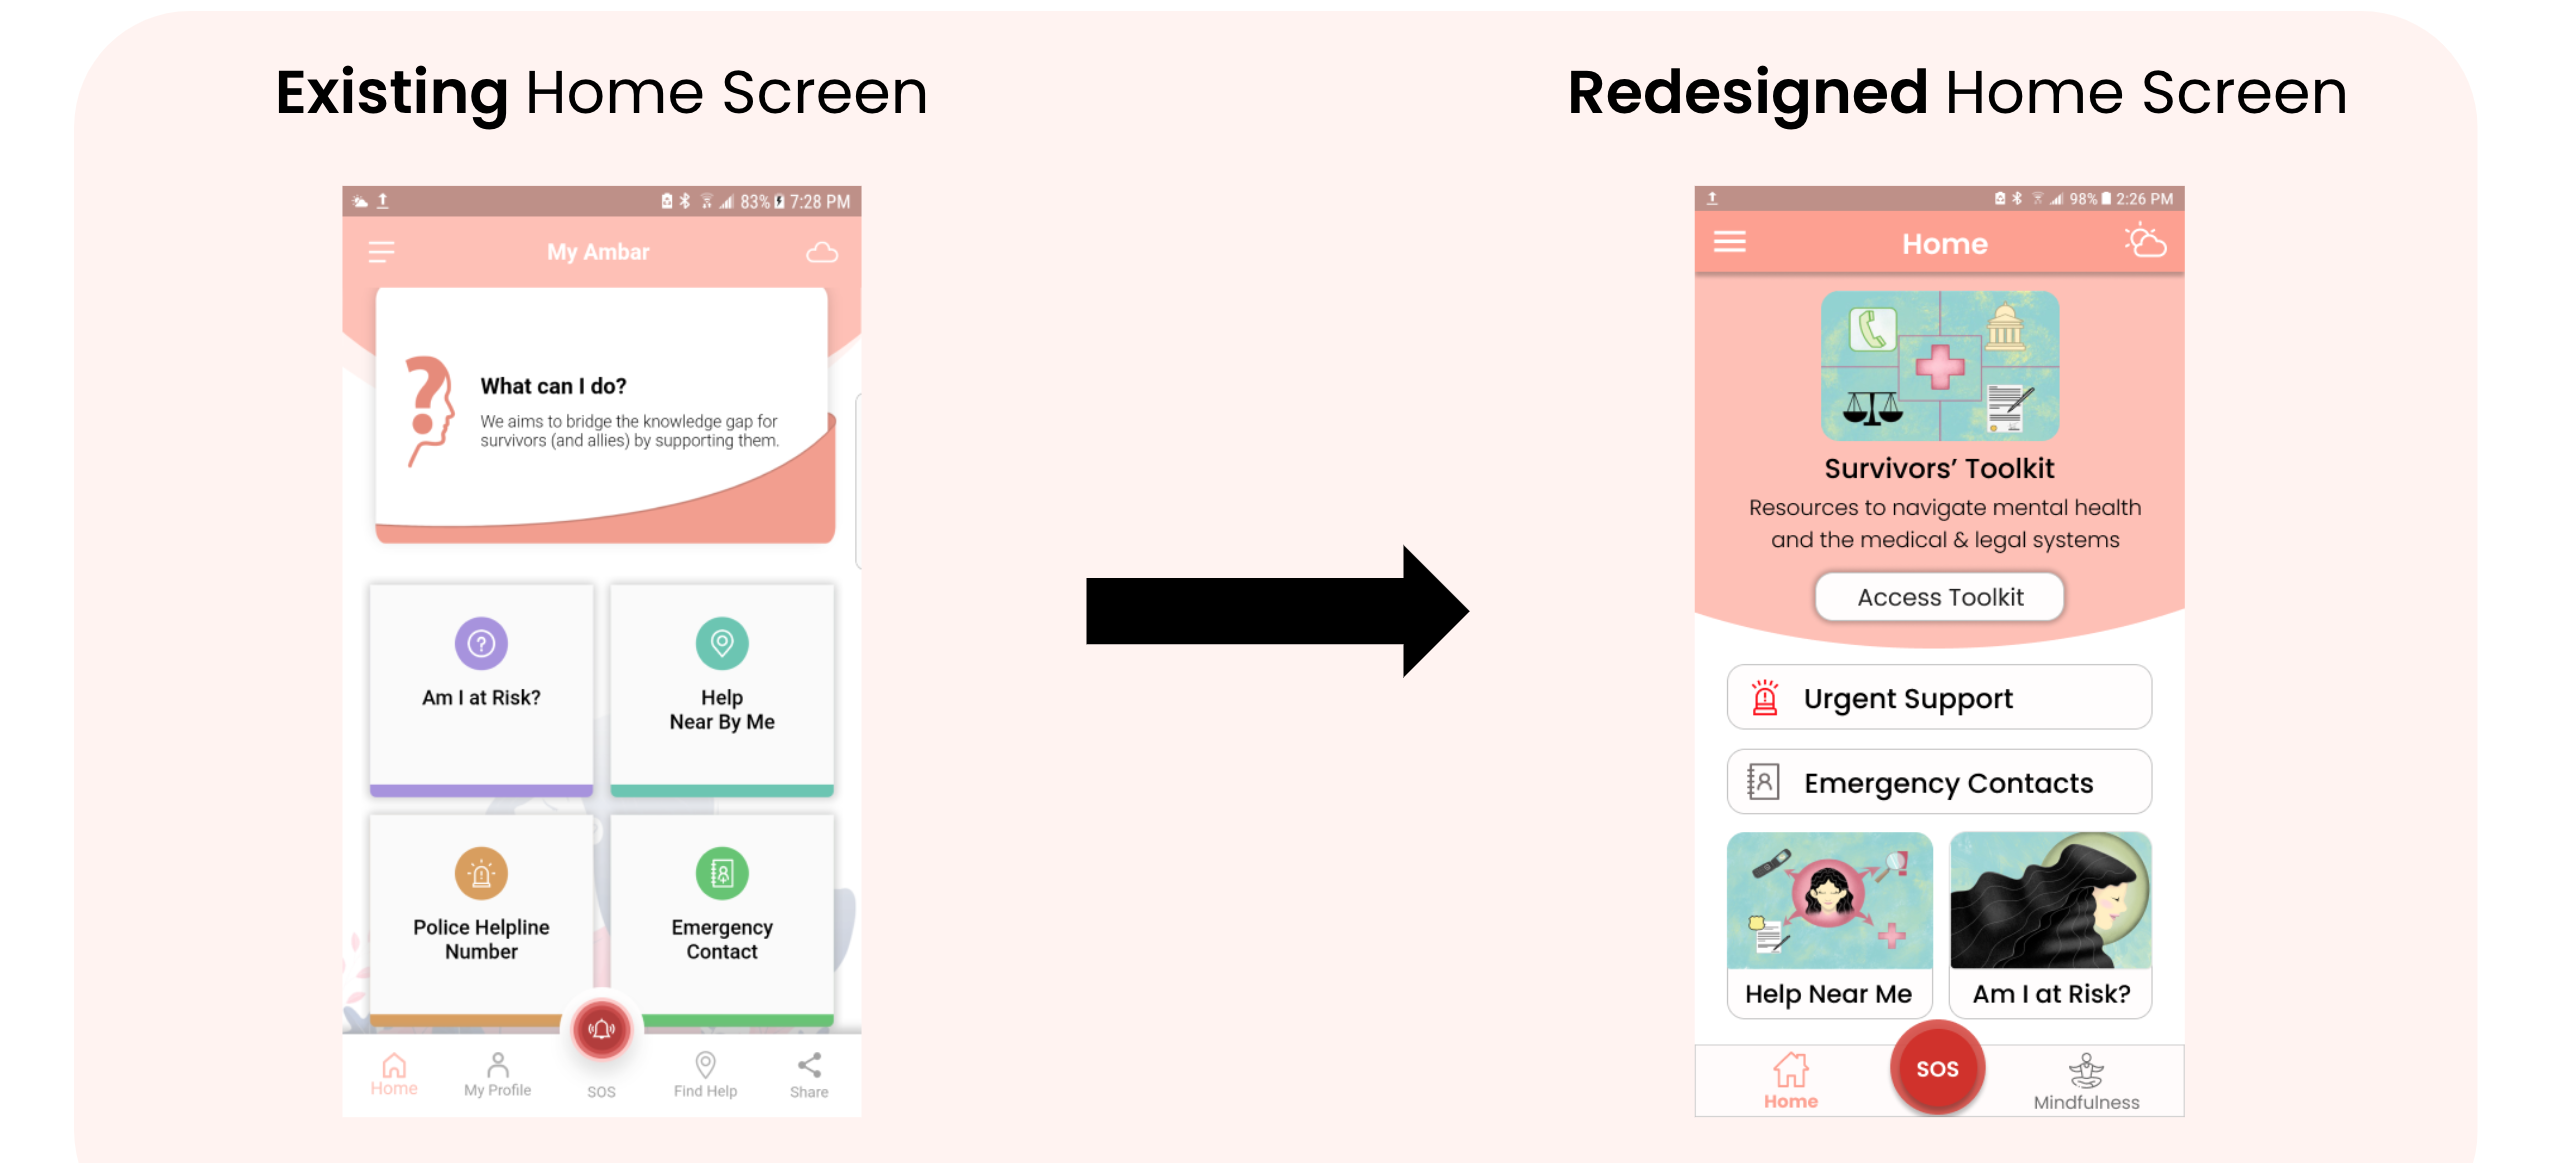 Existing Home Screen
83% 7:28 PM
My Ambar
What can I do?
We aims to bridge the knowledge gap for
survivors (and allies) by supporting them.
Am I at Risk?
Help
Near By Me
Police Helpline
Number
Emergency
Contact
Home
My Profile
SOS
Find Help
Share
Redesigned Home Screen
98% 2:26 PM
Home
Survivors’ Toolkit
Resources to navigate mental health
and the medical & legal systems
Access Toolkit
Urgent Support
Emergency Contacts
Help Near Me
Am I at Risk?
Home
SOS
Mindfulness